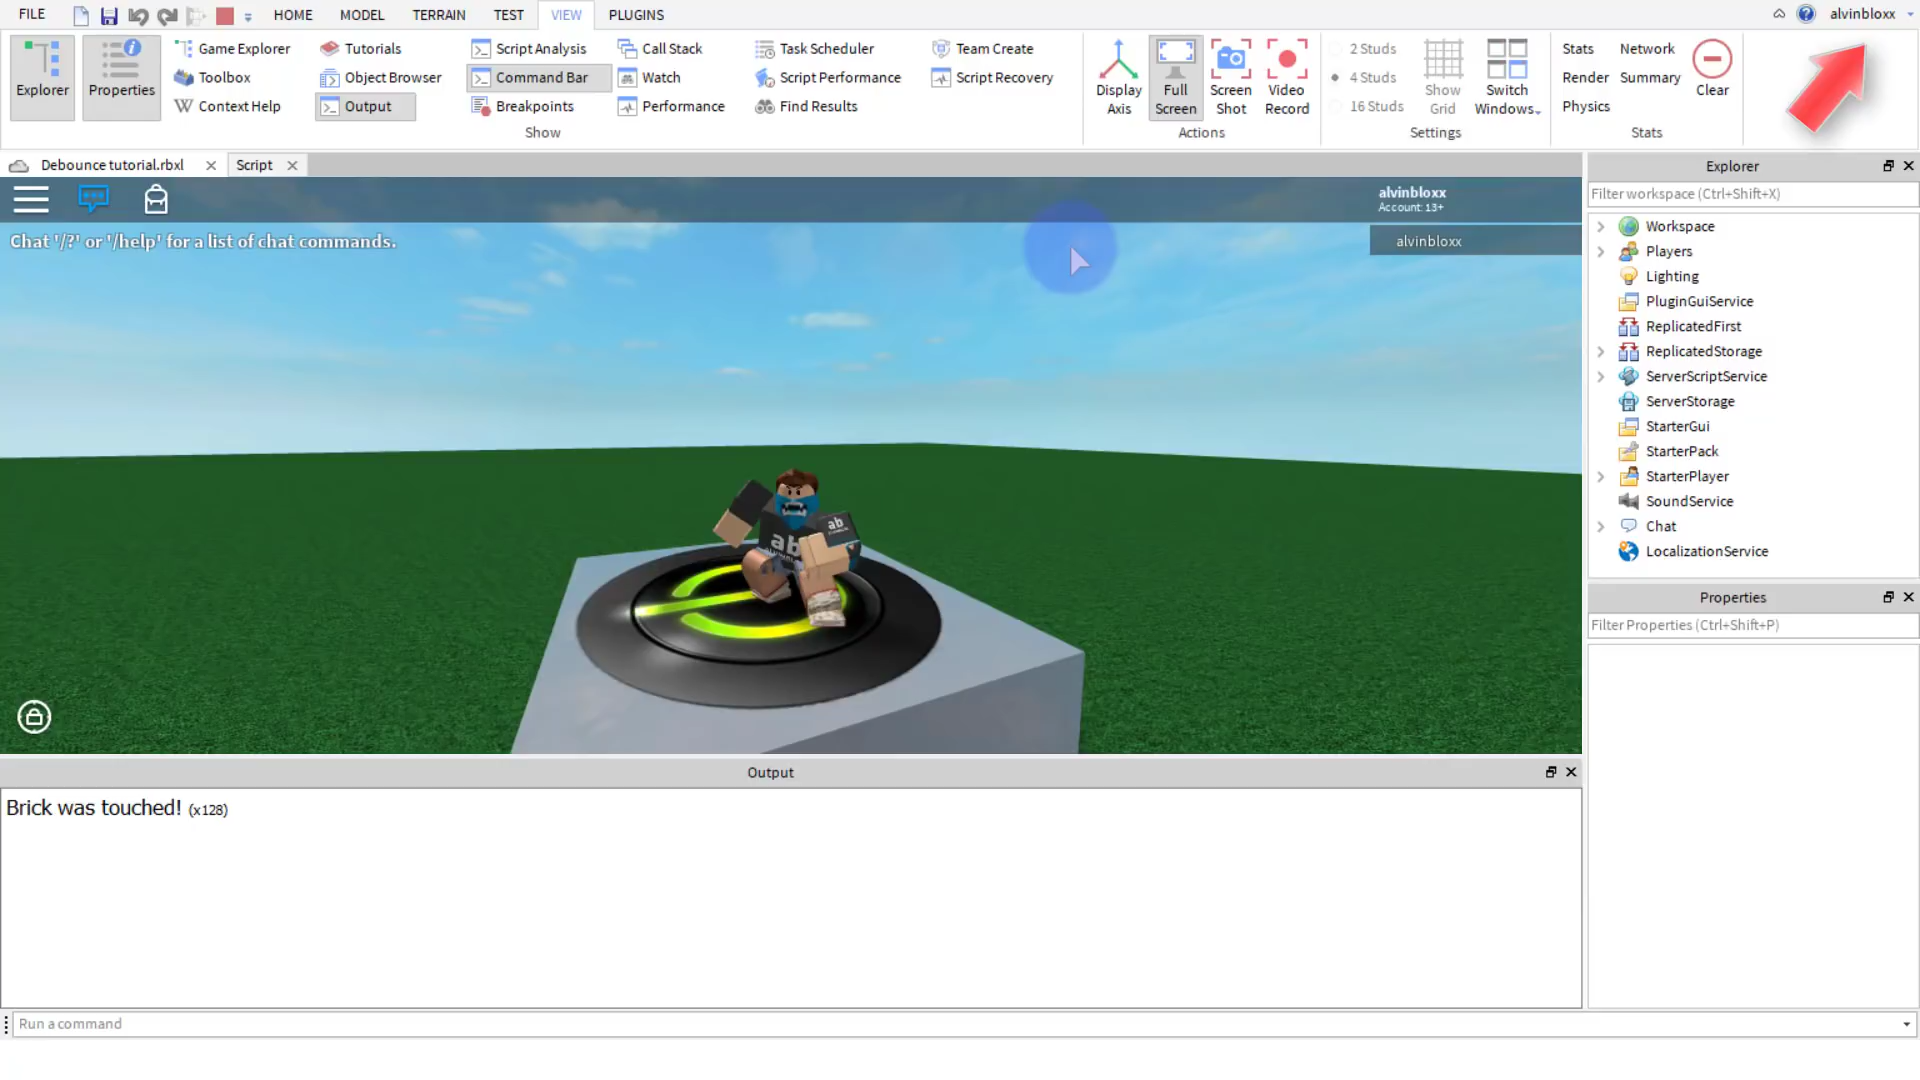 FILE HOME MODEL TERRAIN TEST VIEW PLUGINS alvinbloxx
Explorer
Properties
Game Explorer
Toolbox
Context Help
Tutorials
Object Browser
Output
Script Analysis
Command Bar
Breakpoints
Call Stack
Watch
Performance
Task Scheduler
Script Performance
Find Results
Team Create
Script Recovery
Show
Display
Axis
Full
Screen
Screen
Shot
Video
Record
Actions
2 Studs
4 Studs
16 Studs
Show
Grid
Switch
Windows
Settings
Stats
Render
Physics
Network
Summary
Clear
Stats
Debounce tutorial.rbxl Script
alvinbloxx
Account: 13+
alvinbloxx
Chat '/?' or '/help' for a list of chat commands.
ab
ab
Output
Brick was touched! (x128)
Run a command
Explorer
Filter workspace (Ctrl+Shift+X)
Workspace
Players
Lighting
PluginGuiService
ReplicatedFirst
ReplicatedStorage
ServerScriptService
ServerStorage
StarterGui
StarterPack
StarterPlayer
SoundService
Chat
LocalizationService
Properties
Filter Properties (Ctrl+Shift+P)